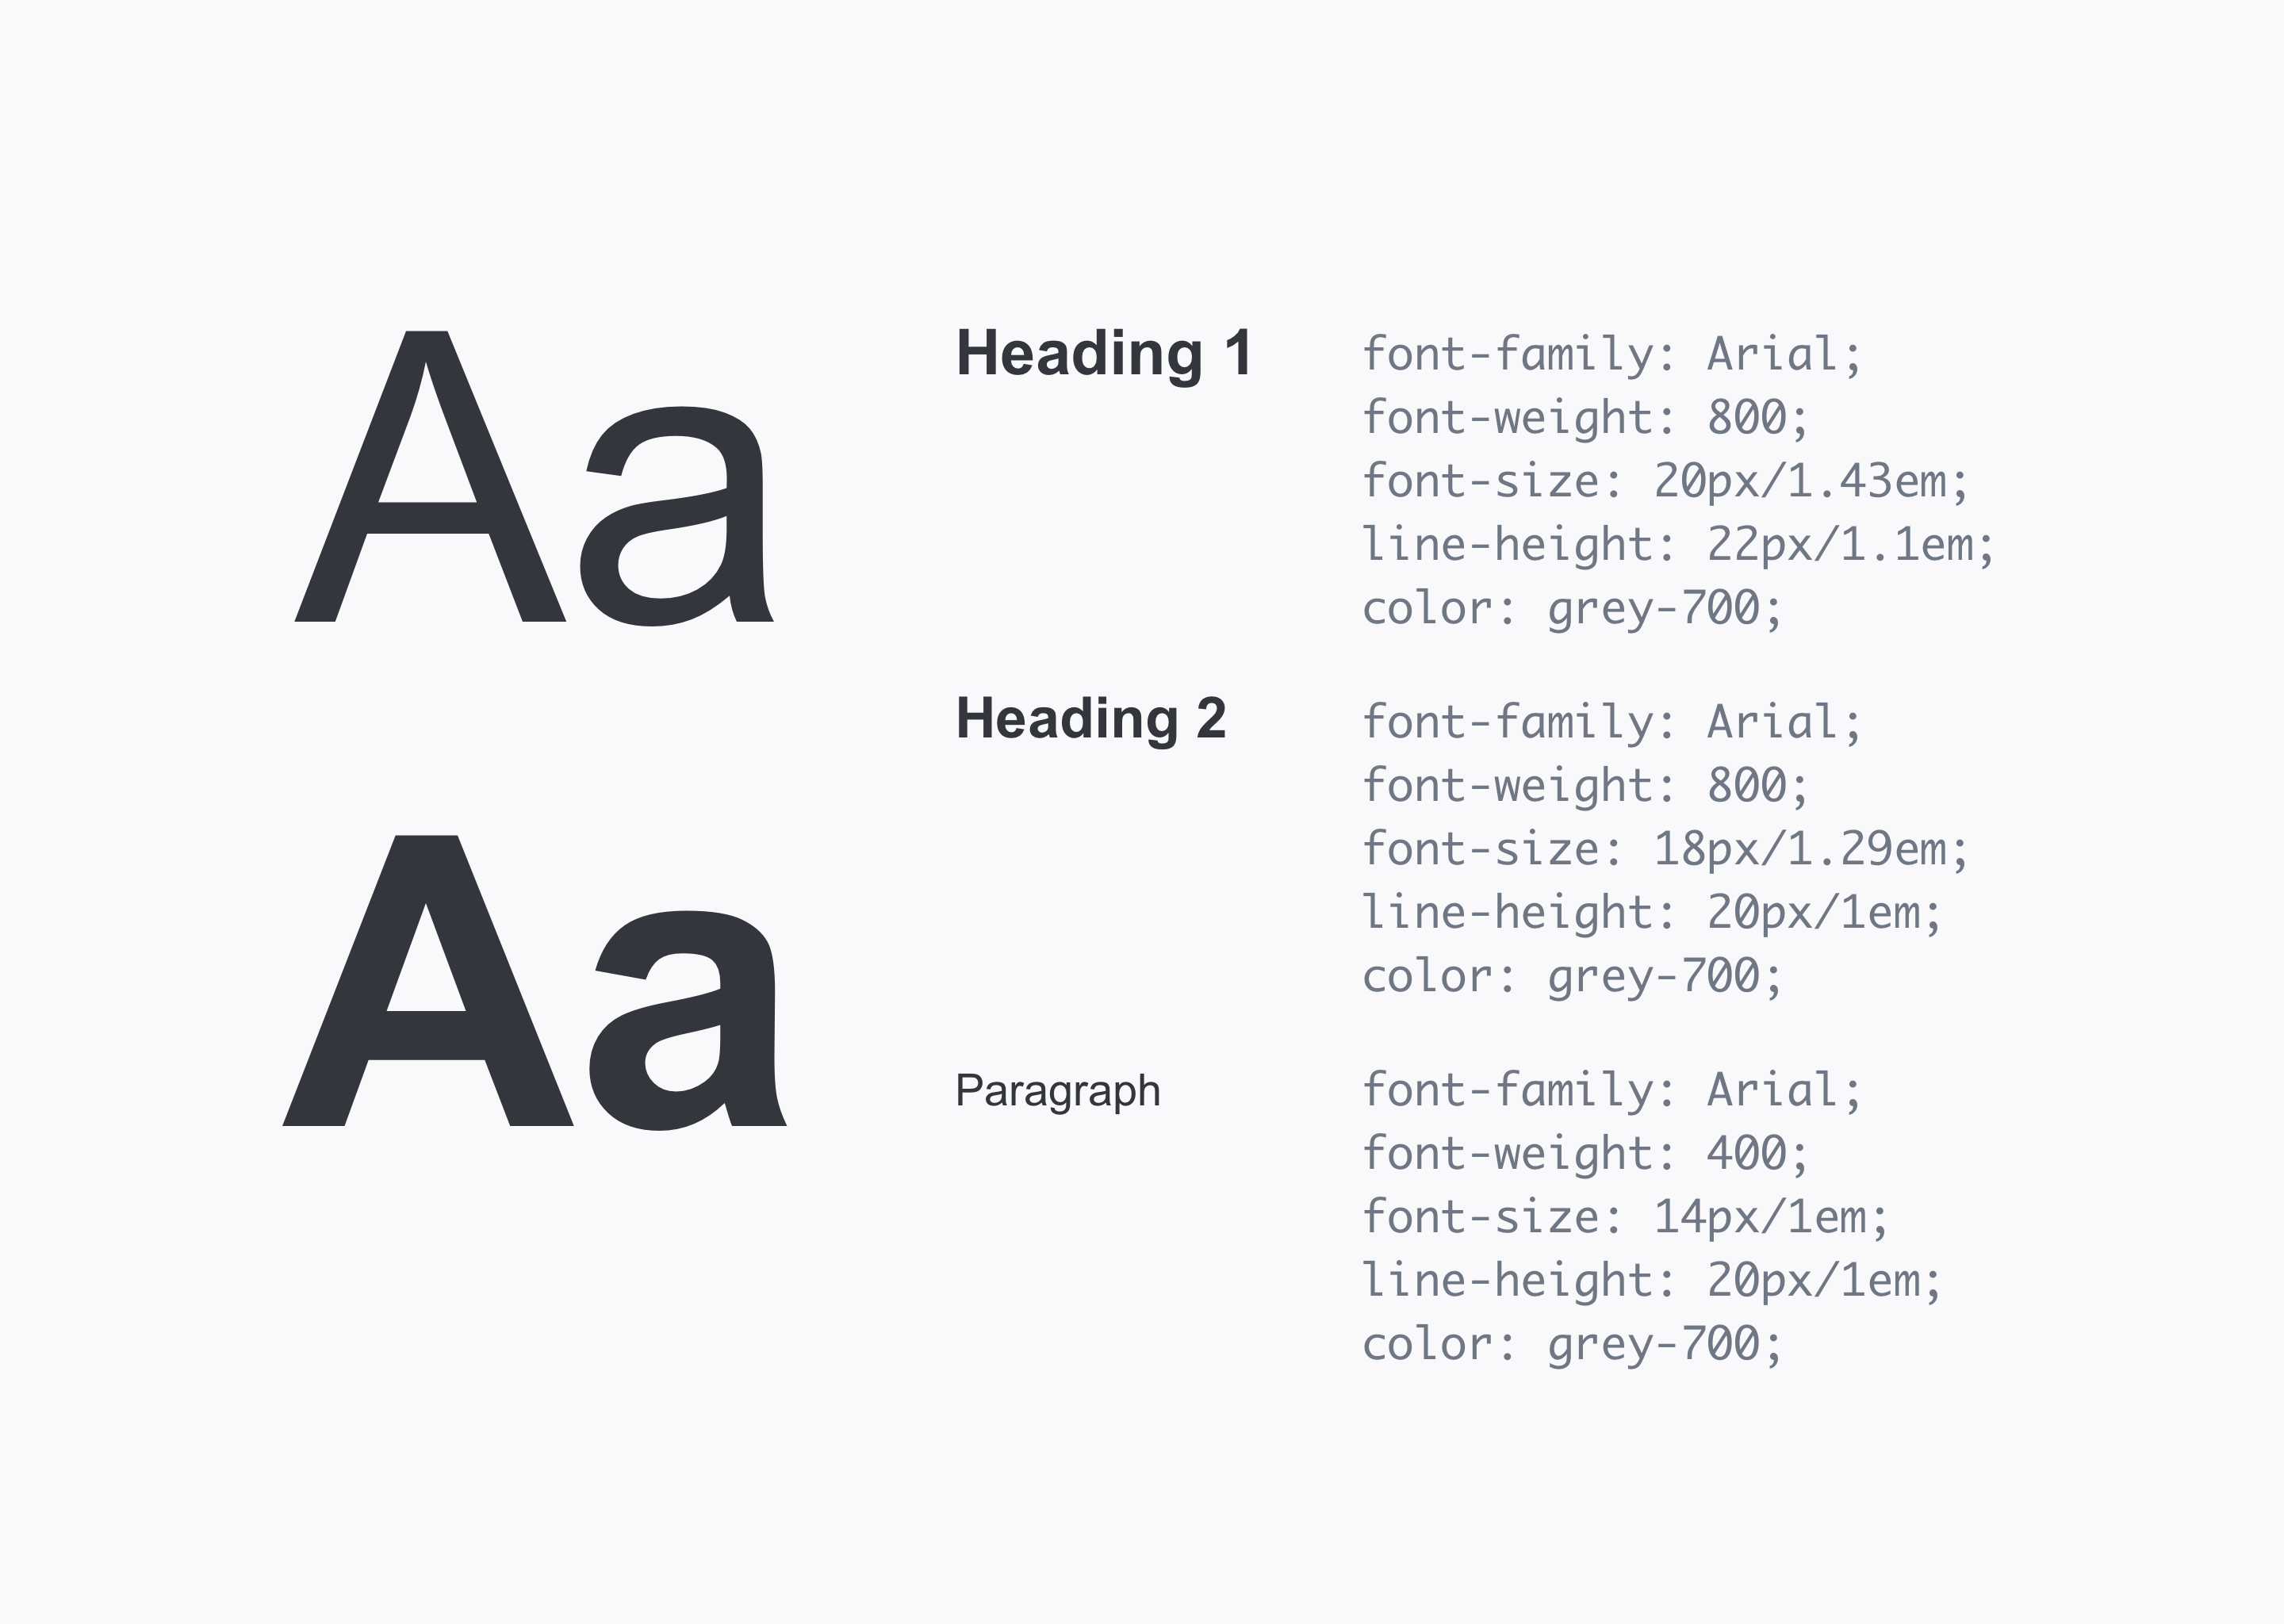 Aa
Aa
Heading 1
font-family: Arial;
font-weight: 800;
font-size: 20px/1.43em;
line-height: 22px/1.1em;
color: grey-700;
Heading 2
font-family: Arial;
font-weight: 800;
font-size: 18px/1.29em;
line-height: 20px/1em;
color: grey-700;
Paragraph
font-family: Arial;
font-weight: 400;
font-size: 14px/1em;
line-height: 20px/1em;
color: grey-700;